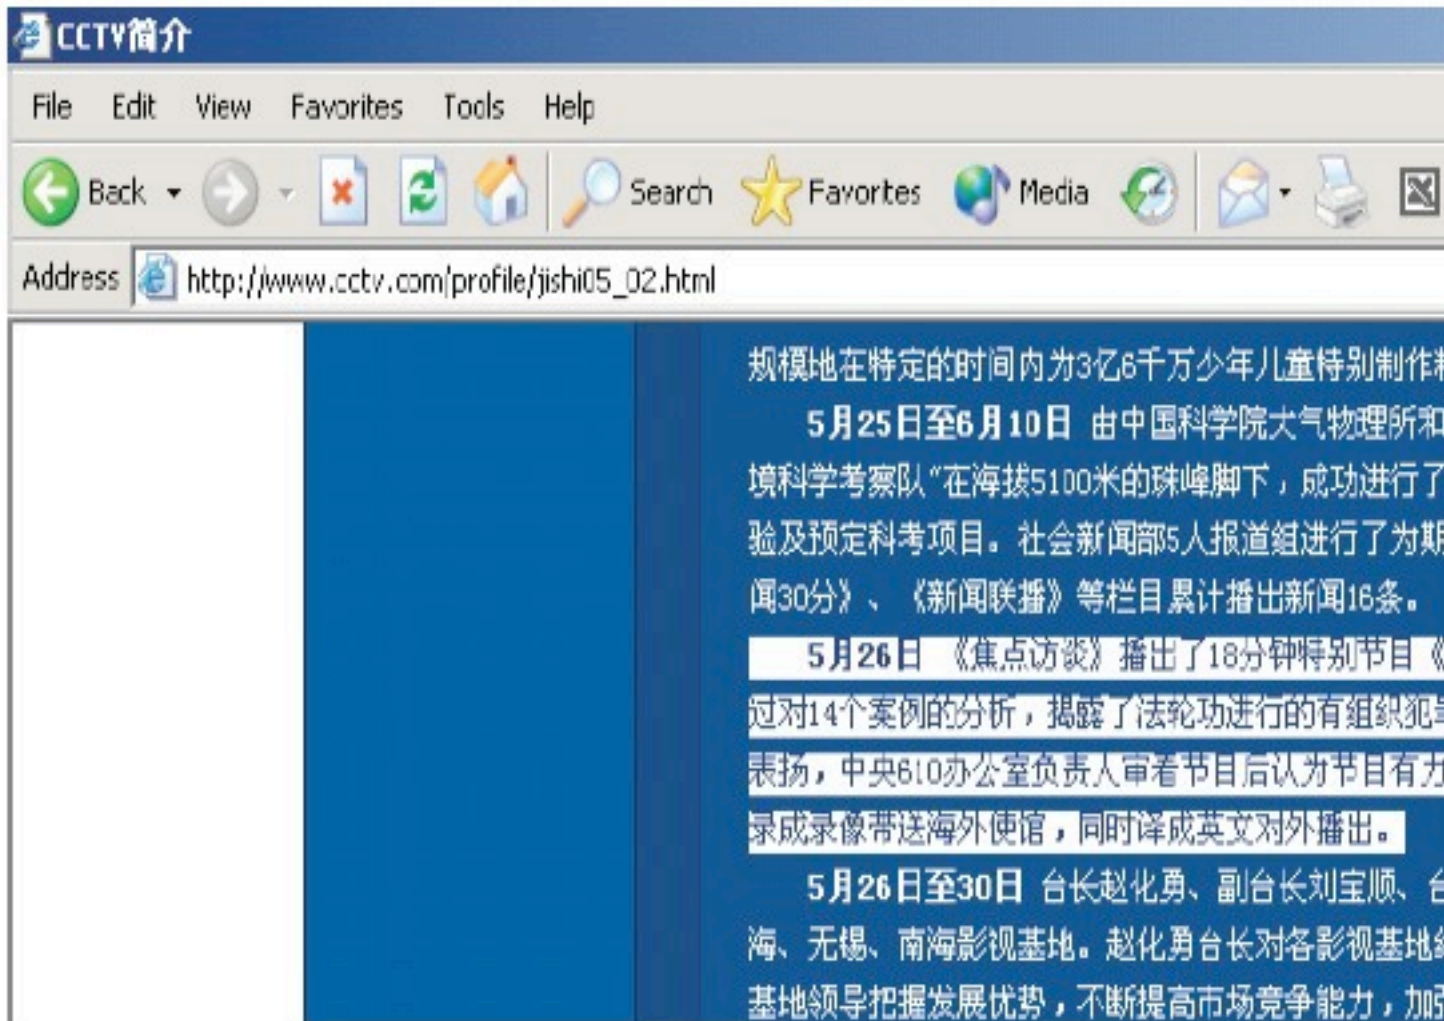 CCTV简介
File Edit View Favorites Tools Help
Back Search Favorites Media
Address http://www.cctv.com/profile/jishi05_02.html
规模地在特定的时间内为3亿6千万少年儿童特别制作
5月25日至6月10日 由中国科学院大气物理所和
境科学考察队“在海拔5100米的珠峰脚下，成功进行了
验及预定科考项目。社会新闻部5人报道组进行了为期
闻30分》、《新闻联播》等栏目累计播出新闻16条。
5月26日 《焦点访谈》播出了18分钟特别节目《
过对14个案例的分析，揭露了法轮功进行的有组织犯
表扬，中央610办公室负责人审看节目后认为节目有力
录成录像带送海外使馆，同时译成英文对外播出。
5月26日至30日 台长赵化勇、副台长刘宝顺、台
海、无锡、南海影视基地。赵化勇台长对各影视基地
基地领导把握发展优势，不断提高市场竞争能力，加